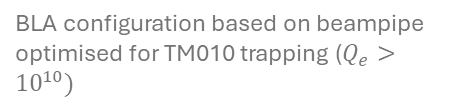 BLA configuration based on beampipe
optimised for TM010 trapping (Qₑ >
10¹⁰)